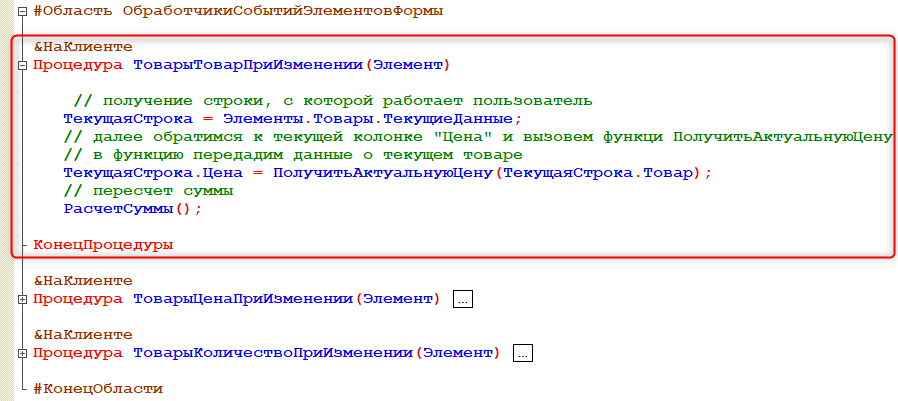 #Область ОбработчикиСобытийЭлементовФормы
&НаКлиенте
Процедура ТоварыТоварПриИзменении(Элемент)
// получение строки, с которой работает пользователь
ТекущаяСтрока = Элементы.Товары.ТекущиеДанные;
// далее обратимся к текущей колонке "Цена" и вызовем функци ПолучитьАктуальнуюЦену
// в функцию передадим данные о текущем товаре
ТекущаяСтрока.Цена = ПолучитьАктуальнуюЦену(ТекущаяСтрока.Товар);
// пересчет суммы
РасчетСуммы();
КонецПроцедуры
&НаКлиенте
Процедура ТоварыЦенаПриИзменении(Элемент) ...
&НаКлиенте
Процедура ТоварыКоличествоПриИзменении(Элемент) ...
#КонецОбласти